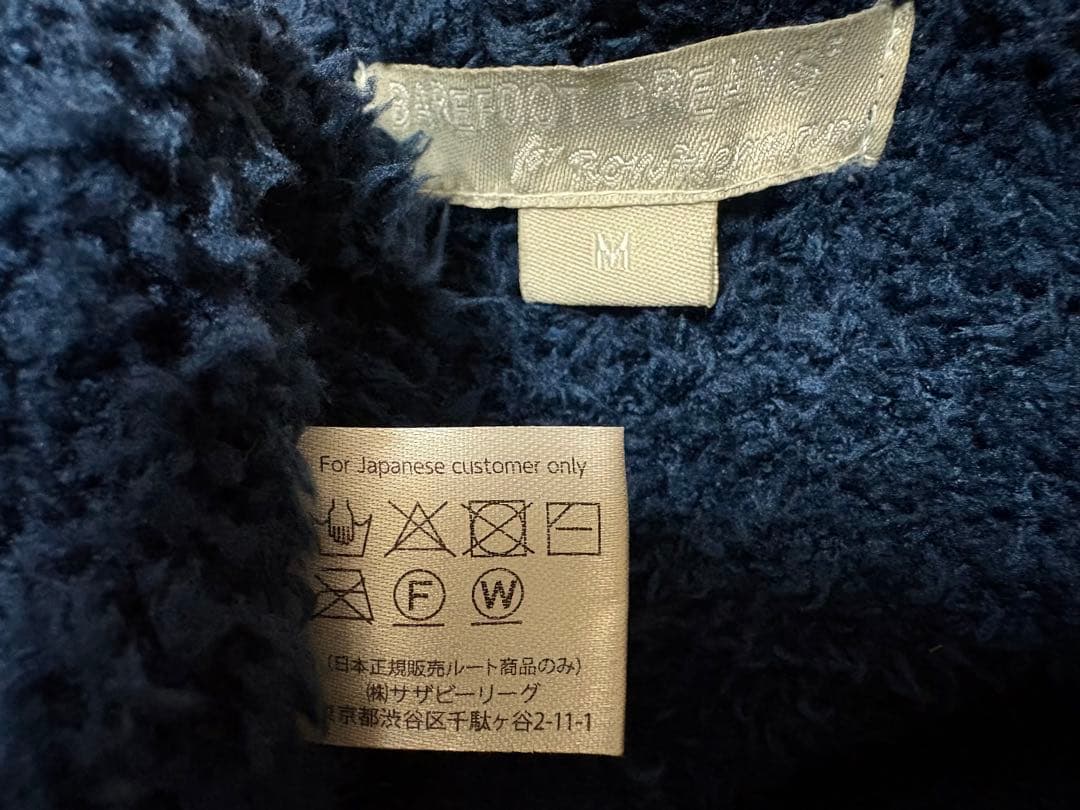 BAREFOOT DREAMS®
M
For Japanese customer only
F W
(日本正規販売ルート商品のみ)
(株)サザビーリーグ
東京都渋谷区千駄ヶ谷2-11-1